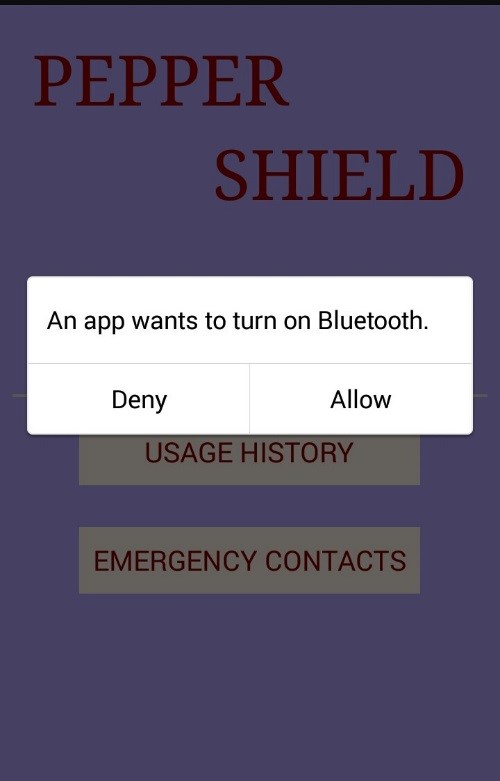 PEPPER
SHIELD
An app wants to turn on Bluetooth.
Deny Allow
USAGE HISTORY
EMERGENCY CONTACTS